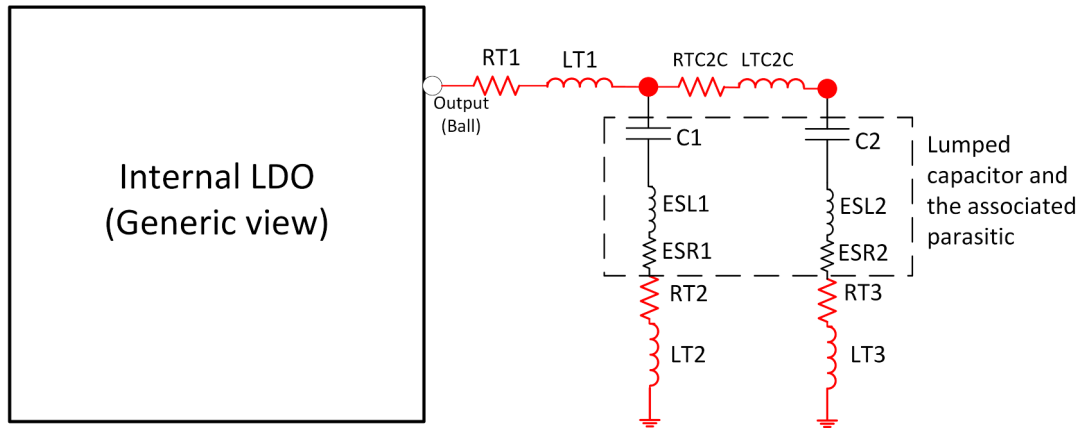 Internal LDO
(Generic view)
Output
(Ball)
RT1
LT1
RTC2C
LTC2C
C1
C2
ESL1
ESL2
ESR1
ESR2
RT2
RT3
LT2
LT3
Lumped
capacitor and
the associated
parasitic